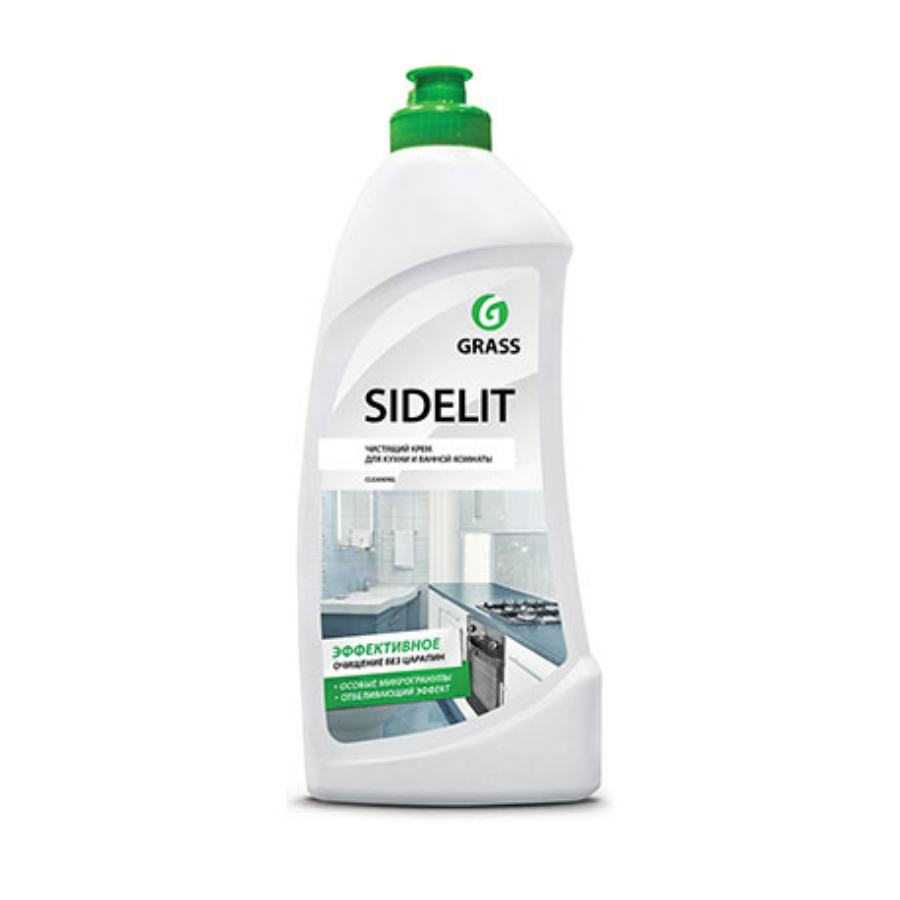 GRASS
SIDELIT
ЧИСТЯЩИЙ КРЕМ
ДЛЯ КУХНИ И ВАННОЙ КОМНАТЫ
CLEANING
ЭФФЕКТИВНОЕ
ОЧИЩЕНИЕ БЕЗ ЦАРАПИН
• ОСОБЫЕ МИКРОГРАНУЛЫ
• ОТБЕЛИВАЮЩИЙ ЭФФЕКТ